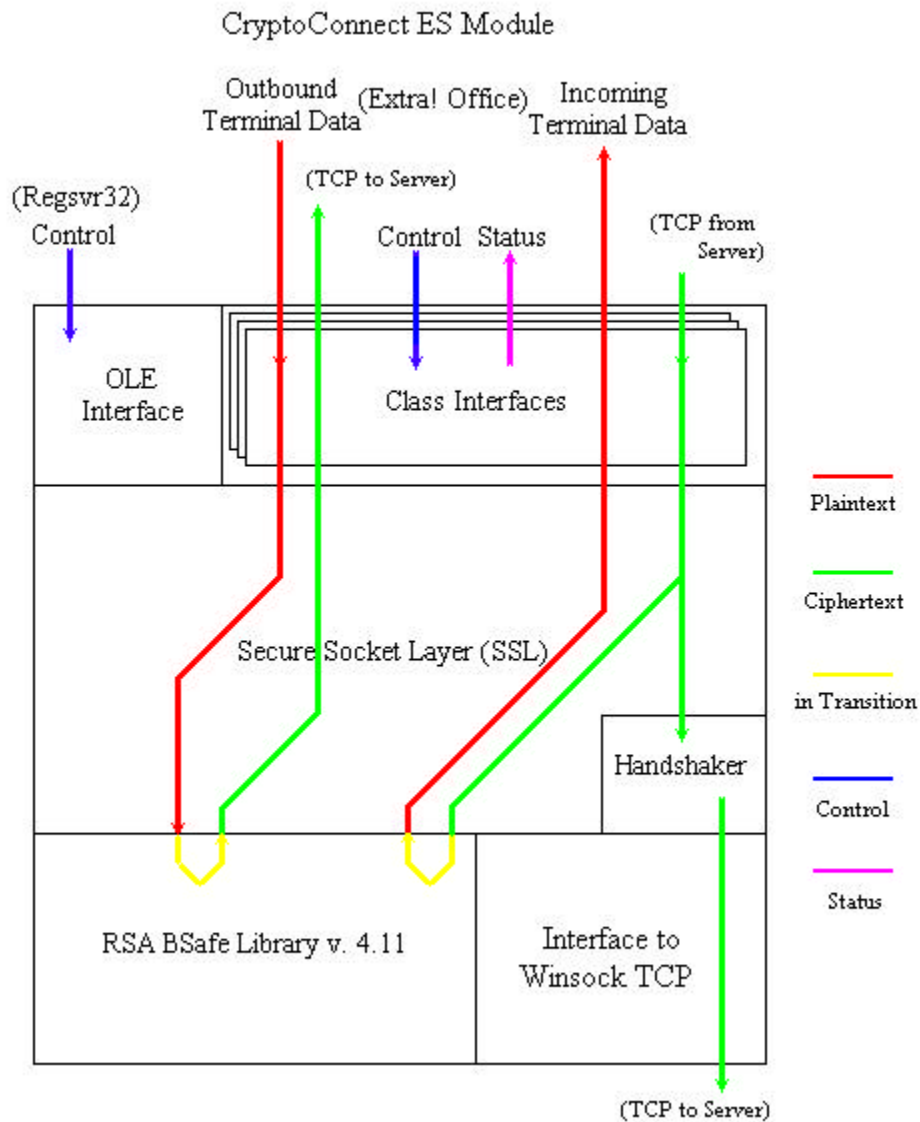 CryptoConnect ES Module
Outbound
Terminal Data
(Extra! Office)
Incoming
Terminal Data
(TCP to Server)
(Regsvr32)
Control
Control
Status
(TCP from
Server)
OLE
Interface
Class Interfaces
Plaintext
Ciphertext
Secure Socket Layer (SSL)
in Transition
Handshaker
Control
Status
RSA BSafe Library v. 4.11
Interface to
Winsock TCP
(TCP to Server)